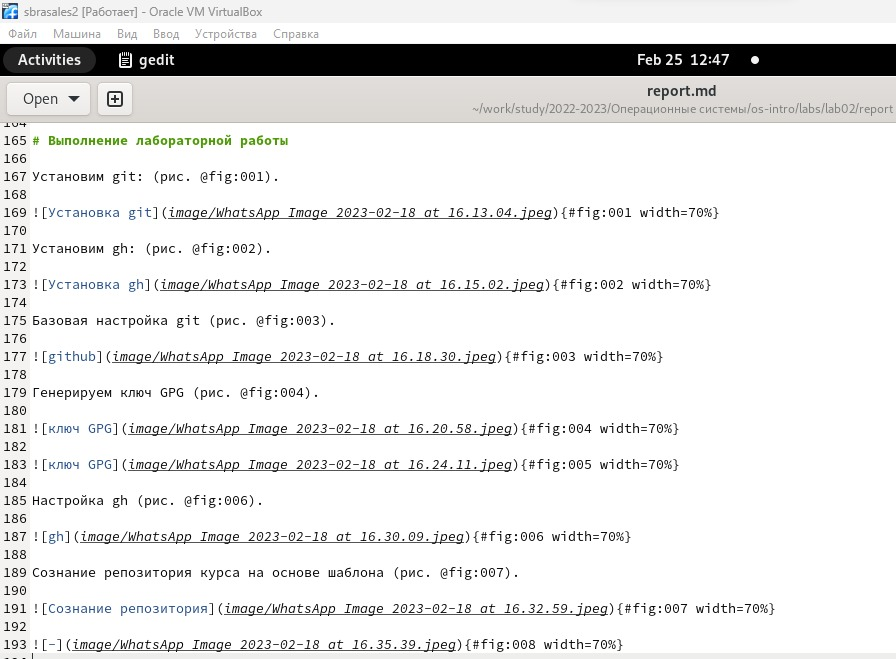 sbrasales2 [Работает] - Oracle VM VirtualBox
Файл Машина Вид Ввод Устройства Справка
Activities gedit Feb 25 12:47
Open report.md
~/work/study/2022-2023/Операционные системы/os-intro/labs/lab02/report
164
165 # Выполнение лабораторной работы
166
167 Установим git: (рис. @fig:001).
168
169 ![Установка git](image/WhatsApp Image 2023-02-18 at 16.13.04.jpeg){#fig:001 width=70%}
170
171 Установим gh: (рис. @fig:002).
172
173 ![Установка gh](image/WhatsApp Image 2023-02-18 at 16.15.02.jpeg){#fig:002 width=70%}
174
175 Базовая настройка git (рис. @fig:003).
176
177 ![github](image/WhatsApp Image 2023-02-18 at 16.18.30.jpeg){#fig:003 width=70%}
178
179 Генерируем ключ GPG (рис. @fig:004).
180
181 ![ключ GPG](image/WhatsApp Image 2023-02-18 at 16.20.58.jpeg){#fig:004 width=70%}
182
183 ![ключ GPG](image/WhatsApp Image 2023-02-18 at 16.24.11.jpeg){#fig:005 width=70%}
184
185 Настройка gh (рис. @fig:006).
186
187 ![gh](image/WhatsApp Image 2023-02-18 at 16.30.09.jpeg){#fig:006 width=70%}
188
189 Сознание репозитория курса на основе шаблона (рис. @fig:007).
190
191 ![Сознание репозитория](image/WhatsApp Image 2023-02-18 at 16.32.59.jpeg){#fig:007 width=70%}
192
193 ![-](image/WhatsApp Image 2023-02-18 at 16.35.39.jpeg){#fig:008 width=70%}